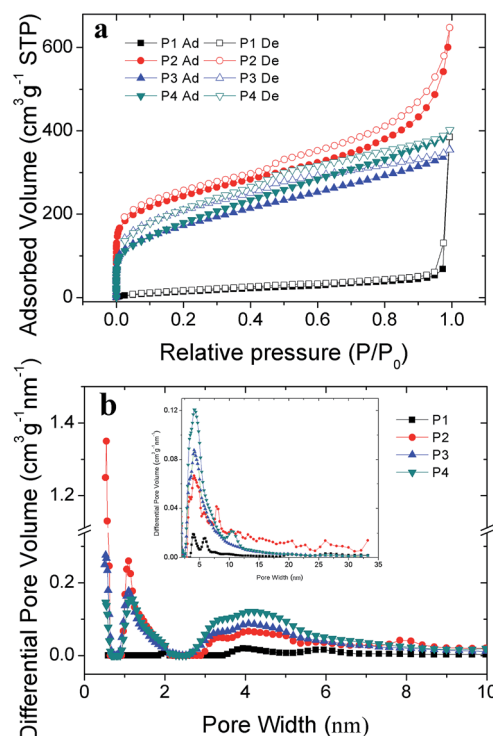 a
P1 Ad P1 De
P2 Ad P2 De
P3 Ad P3 De
P4 Ad P4 De
Adsorbed Volume (cm³g⁻¹ STP)
600
400
200
0
0.0 0.2 0.4 0.6 0.8 1.0
Relative pressure (P/P₀)
b
P1
P2
P3
P4
Differential Pore Volume (cm³g⁻¹nm⁻¹)
1.4
1.2
0.2
0.0
0 2 4 6 8 10
Pore Width (nm)
Differential Pore Volume (cm³g⁻¹nm⁻¹)
0.12
0.08
0.04
0.00
5 10 15 20 25 30 35
Pore Width (nm)